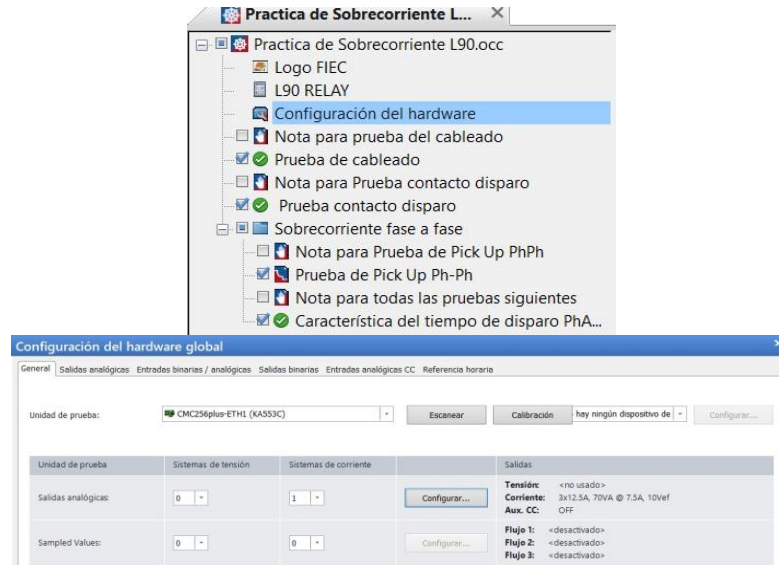 Practica de Sobrecorriente L...
Practica de Sobrecorriente L90.occ
Logo FIEC
L90 RELAY
Configuración del hardware
Nota para prueba del cableado
Prueba de cableado
Nota para Prueba contacto disparo
Prueba contacto disparo
Sobrecorriente fase a fase
Nota para Prueba de Pick Up PhPh
Prueba de Pick Up Ph-Ph
Nota para todas las pruebas siguientes
Característica del tiempo de disparo PhA...
Configuración del hardware global
General Salidas analógicas Entradas binarias / analógicas Salidas binarias Entradas analógicas CC Referencia horaria
Unidad de prueba: CMC256plus-ETH1 (KA553C) Escanear Calibración hay ningún dispositivo de Configurar...
Unidad de prueba Sistemas de tensión Sistemas de corriente Salidas
Salidas analógicas: 0 1 Configurar... Tensión: <no usado>
Corriente: 3x12.5A, 70VA @ 7.5A, 10Vef
Aux. CC: OFF
Sampled Values: 0 0 Configurar... Flujo 1: <desactivado>
Flujo 2: <desactivado>
Flujo 3: <desactivado>